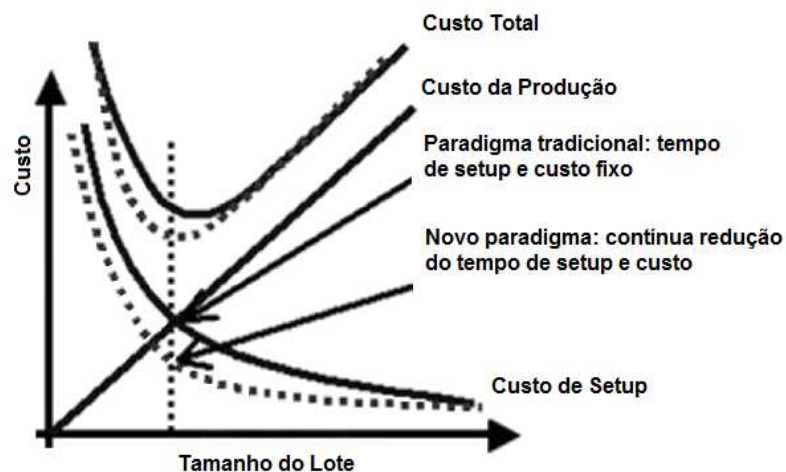 Custo Total
Custo da Produção
Paradigma tradicional: tempo
de setup e custo fixo
Custo
Novo paradigma: contínua redução
do tempo de setup e custo
Custo de Setup
Tamanho do Lote